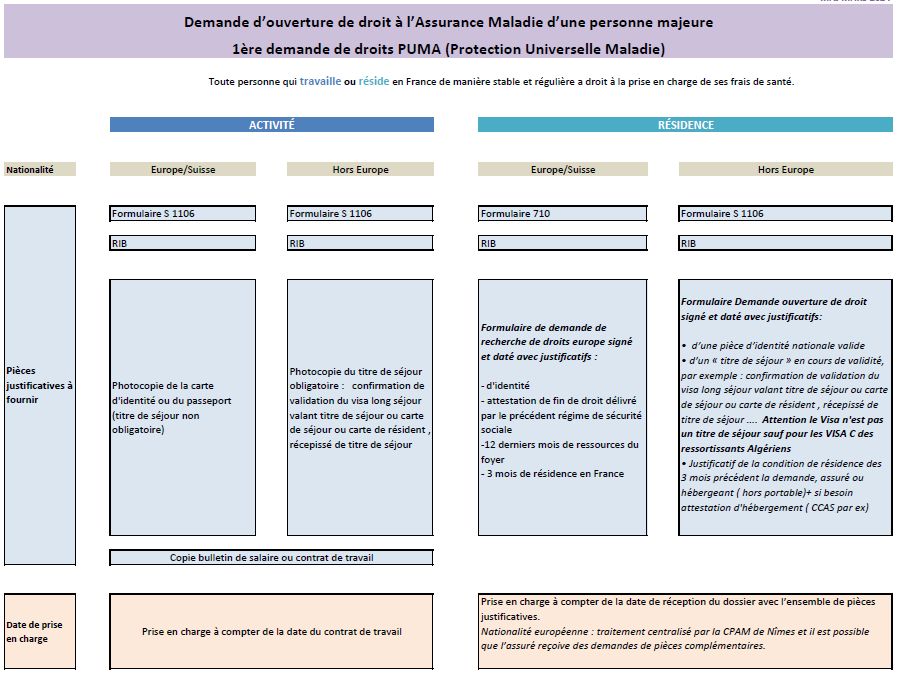 Demande d’ouverture de droit à l’Assurance Maladie d’une personne majeure
1ère demande de droits PUMA (Protection Universelle Maladie)
Toute personne qui travaille ou réside en France de manière stable et régulière a droit à la prise en charge de ses frais de santé.
ACTIVITÉ
RÉSIDENCE
Nationalité
Europe/Suisse
Hors Europe
Europe/Suisse
Hors Europe
Pièces
justificatives à
fournir
Formulaire S 1106
Formulaire S 1106
Formulaire 710
Formulaire S 1106
RIB
RIB
RIB
RIB
Photocopie de la carte
d'identité ou du passeport
(titre de séjour non
obligatoire)
Photocopie du titre de séjour
obligatoire : confirmation de
validation du visa long séjour
valant titre de séjour ou carte
de séjour ou carte de résident ,
récépissé de titre de séjour
Formulaire de demande de
recherche de droits europe signé
et daté avec justificatifs :
- d'identité
- attestation de fin de droit délivré
par le précédent régime de sécurité
sociale
-12 derniers mois de ressources du
foyer
- 3 mois de résidence en France
Formulaire Demande ouverture de droit
signé et daté avec justificatifs:
• d’une pièce d’identité nationale valide
• d’un « titre de séjour » en cours de validité,
par exemple : confirmation de validation du
visa long séjour valant titre de séjour ou carte
de séjour ou carte de résident , récépissé de
titre de séjour .... Attention le Visa n'est pas
un titre de séjour sauf pour les VISA C des
ressortissants Algériens
• Justificatif de la condition de résidence des
3 mois précédent la demande, assuré ou
hébergeant ( hors portable)+ si besoin
attestation d'hébergement ( CCAS par ex)
Copie bulletin de salaire ou contrat de travail
Date de prise
en charge
Prise en charge à compter de la date du contrat de travail
Prise en charge à compter de la date de réception du dossier avec l’ensemble de pièces
justificatives.
Nationalité européenne : traitement centralisé par la CPAM de Nîmes et il est possible
que l’assuré reçoive des demandes de pièces complémentaires.